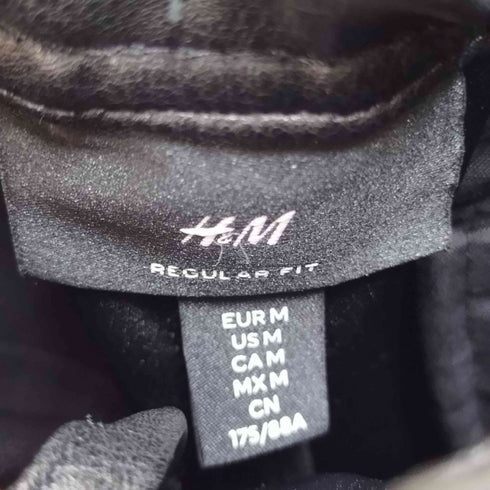 H&M
REGULAR FIT
EUR M
US M
CA M
MX M
CN
175/88A